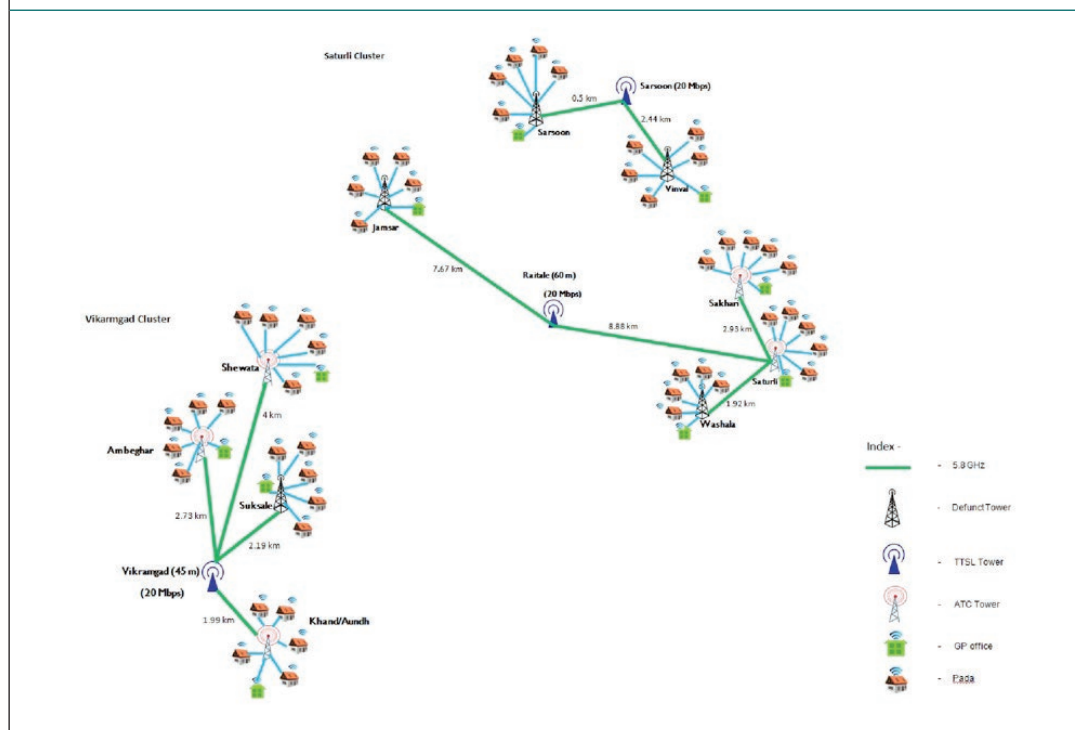 Saturli Cluster
Sarsoon (20 Mbps)
0.5 km
Sarsoon
2.44 km
Vinval
Jamsar
7.67 km
Raitale (60 m)
(20 Mbps)
8.88 km
Sakhari
2.93 km
Saturli
1.92 km
Washala
Vikarmgad Cluster
Shewata
4 km
Ambeghar
Suksale
2.73 km
2.19 km
Vikramgad (45 m)
(20 Mbps)
1.99 km
Khand/Aundh
Index -
- 5.8 GHz
- Defunct Tower
- TTSL Tower
- ATC Tower
- GP office
- Pada